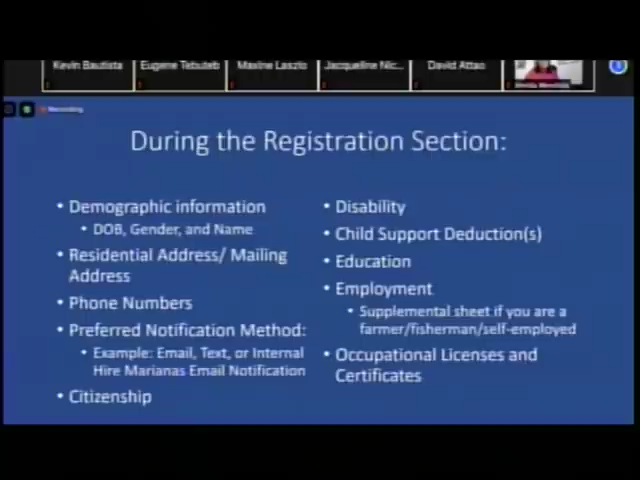 Kevin Bautista
Eugene Tebuteb
Maxine Laszlo
Jacqueline Nic...
David Attao
Recording
During the Registration Section:
• Demographic information
• DOB, Gender, and Name
• Residential Address/ Mailing
Address
• Phone Numbers
• Preferred Notification Method:
• Example: Email, Text, or Internal
Hire Marianas Email Notification
• Citizenship
• Disability
• Child Support Deduction(s)
• Education
• Employment
• Supplemental sheet if you are a
farmer/fisherman/self-employed
• Occupational Licenses and
Certificates